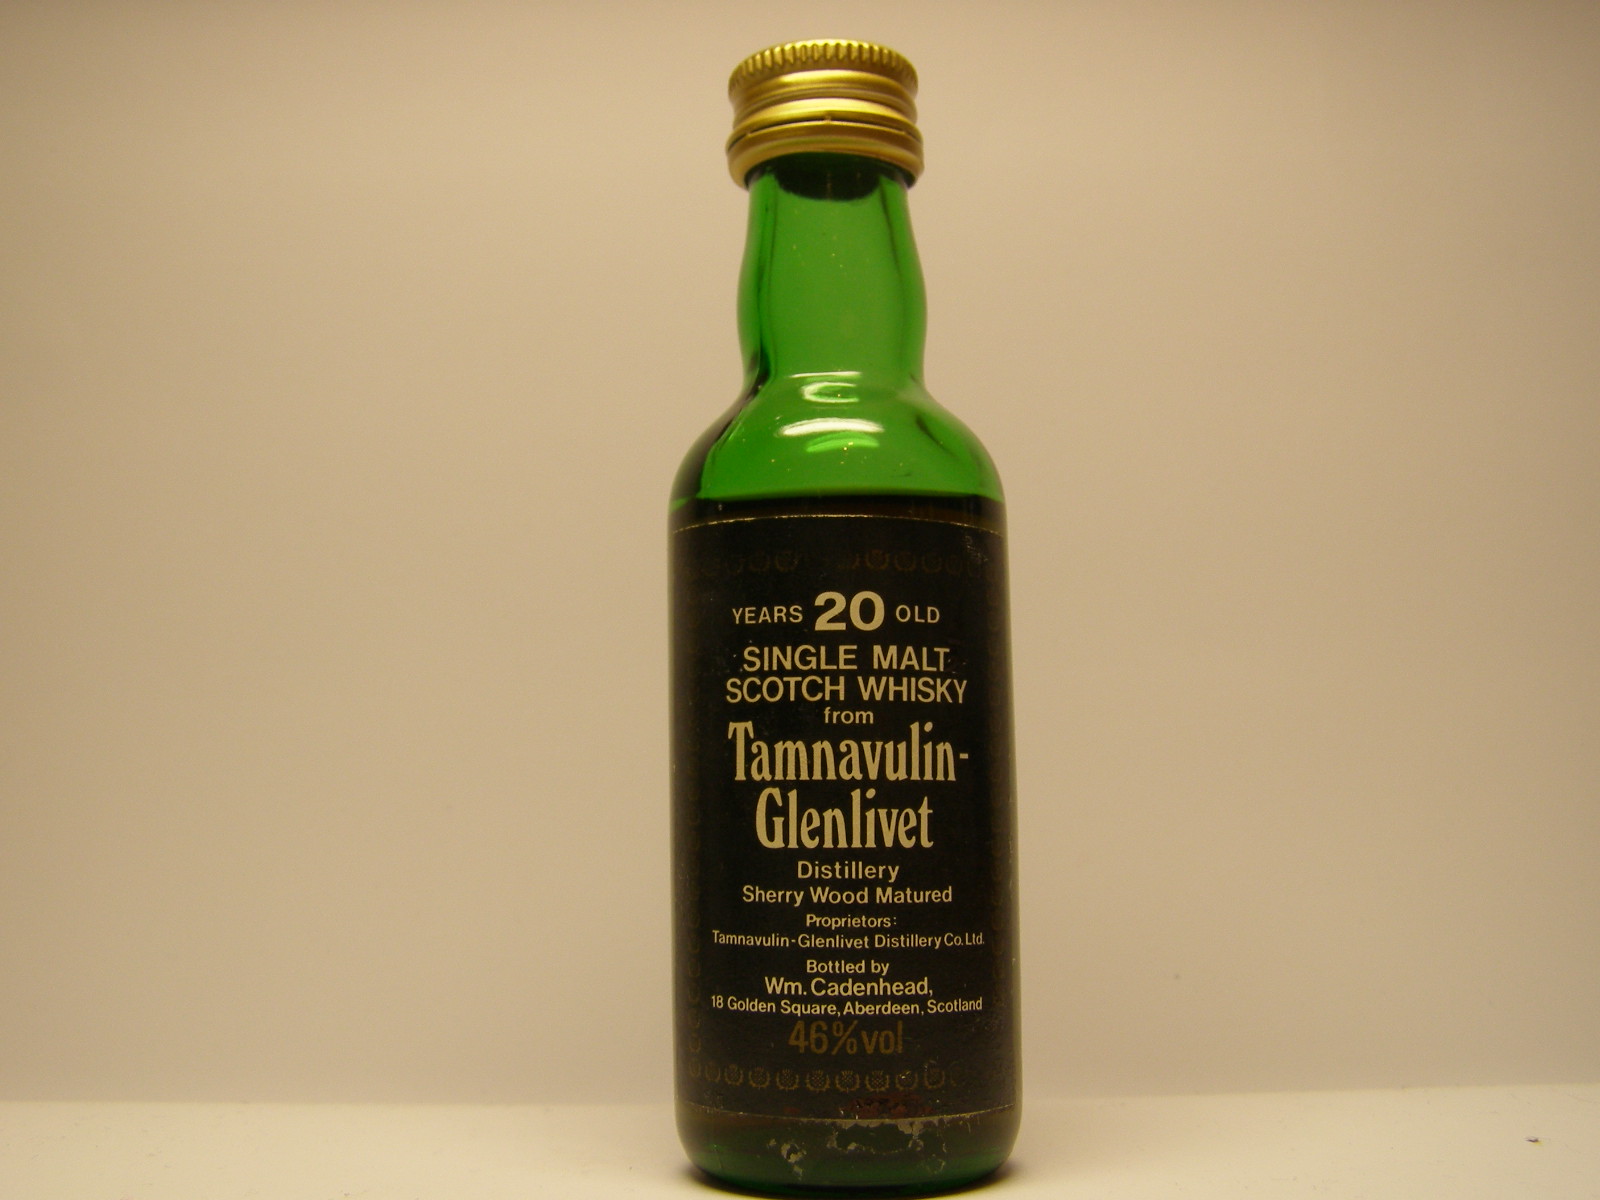 YEARS 20 OLD
SINGLE MALT
SCOTCH WHISKY
from
Tamnavulin-
Glenlivet
Distillery
Sherry Wood Matured
Proprietors:
Tamnavulin-Glenlivet Distillery Co. Ltd.
Bottled by
Wm. Cadenhead,
18 Golden Square, Aberdeen, Scotland
46% vol